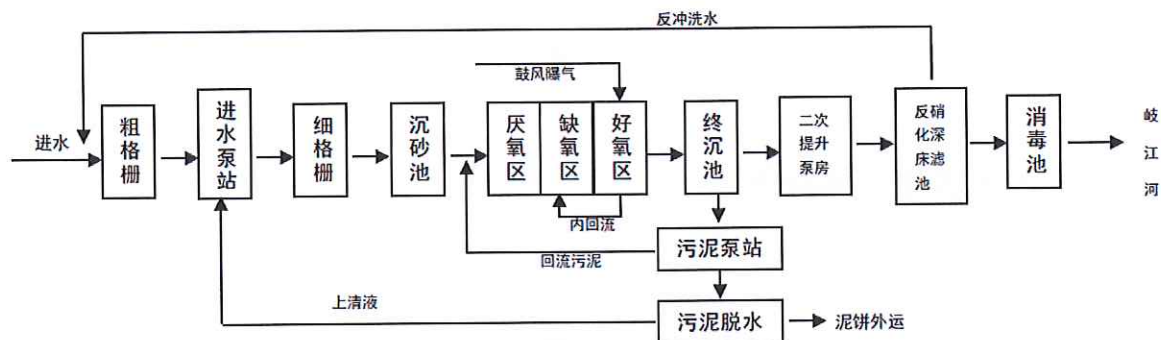 反冲洗水
鼓风曝气
进水
粗格栅
进水泵站
细格栅
沉砂池
厌氧区
缺氧区
好氧区
终沉池
二次
提升
泵房
反硝
化深
床滤
池
消毒池
岐江河
内回流
回流污泥
污泥泵站
上清液
污泥脱水
泥饼外运